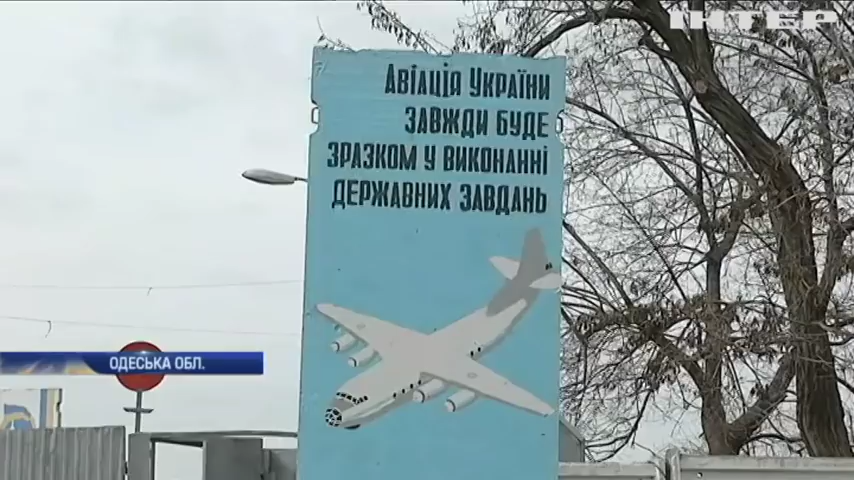 ІНТЕР
Авіація України
завжди буде
зразком у виконанні
державних завдань
ОДЕСЬКА ОБЛ.